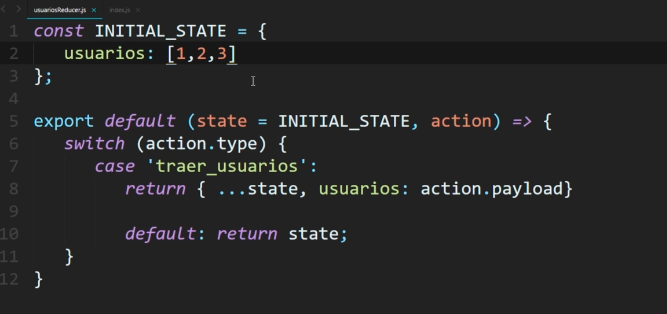 usuariosReducer.js × index.js ×
1 const INITIAL_STATE = {
2 usuarios: [1,2,3]
3 };
4
5 export default (state = INITIAL_STATE, action) => {
6 switch (action.type) {
7 case 'traer_usuarios':
8 return { ...state, usuarios: action.payload}
9
10 default: return state;
11 }
12 }